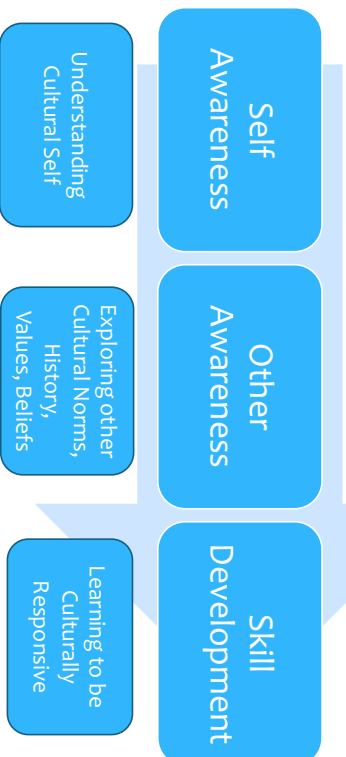 Self
Awareness
Other
Awareness
Skill
Development
Understanding
Cultural Self
Exploring other
Cultural Norms,
History,
Values, Beliefs
Learning to be
Culturally
Responsive